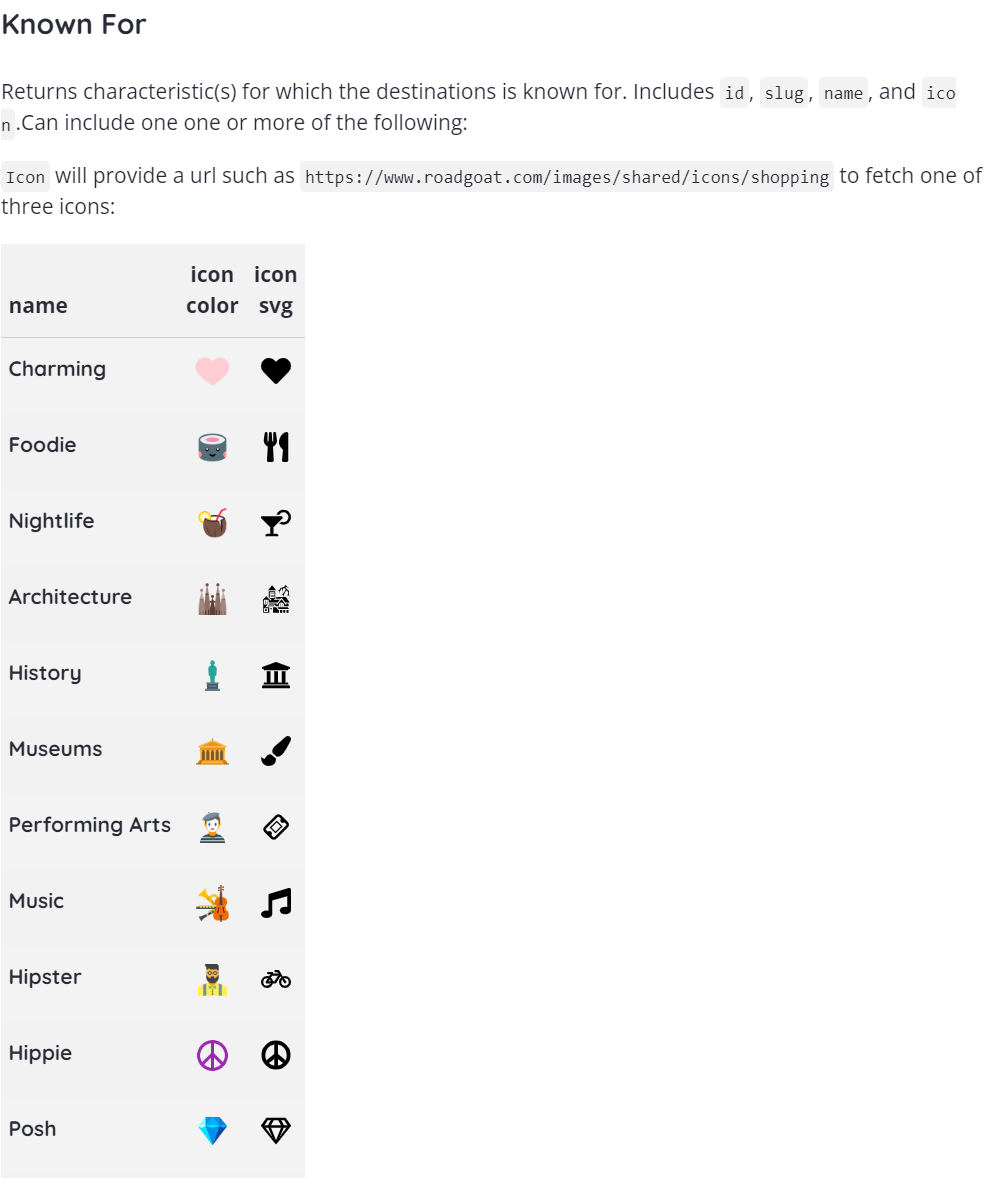 Known For
Returns characteristic(s) for which the destinations is known for. Includes id, slug, name, and ico
n.Can include one one or more of the following:
Icon will provide a url such as https://www.roadgoat.com/images/shared/icons/shopping to fetch one of
three icons:
name icon color icon svg
Charming
Foodie
Nightlife
Architecture
History
Museums
Performing Arts
Music
Hipster
Hippie
Posh